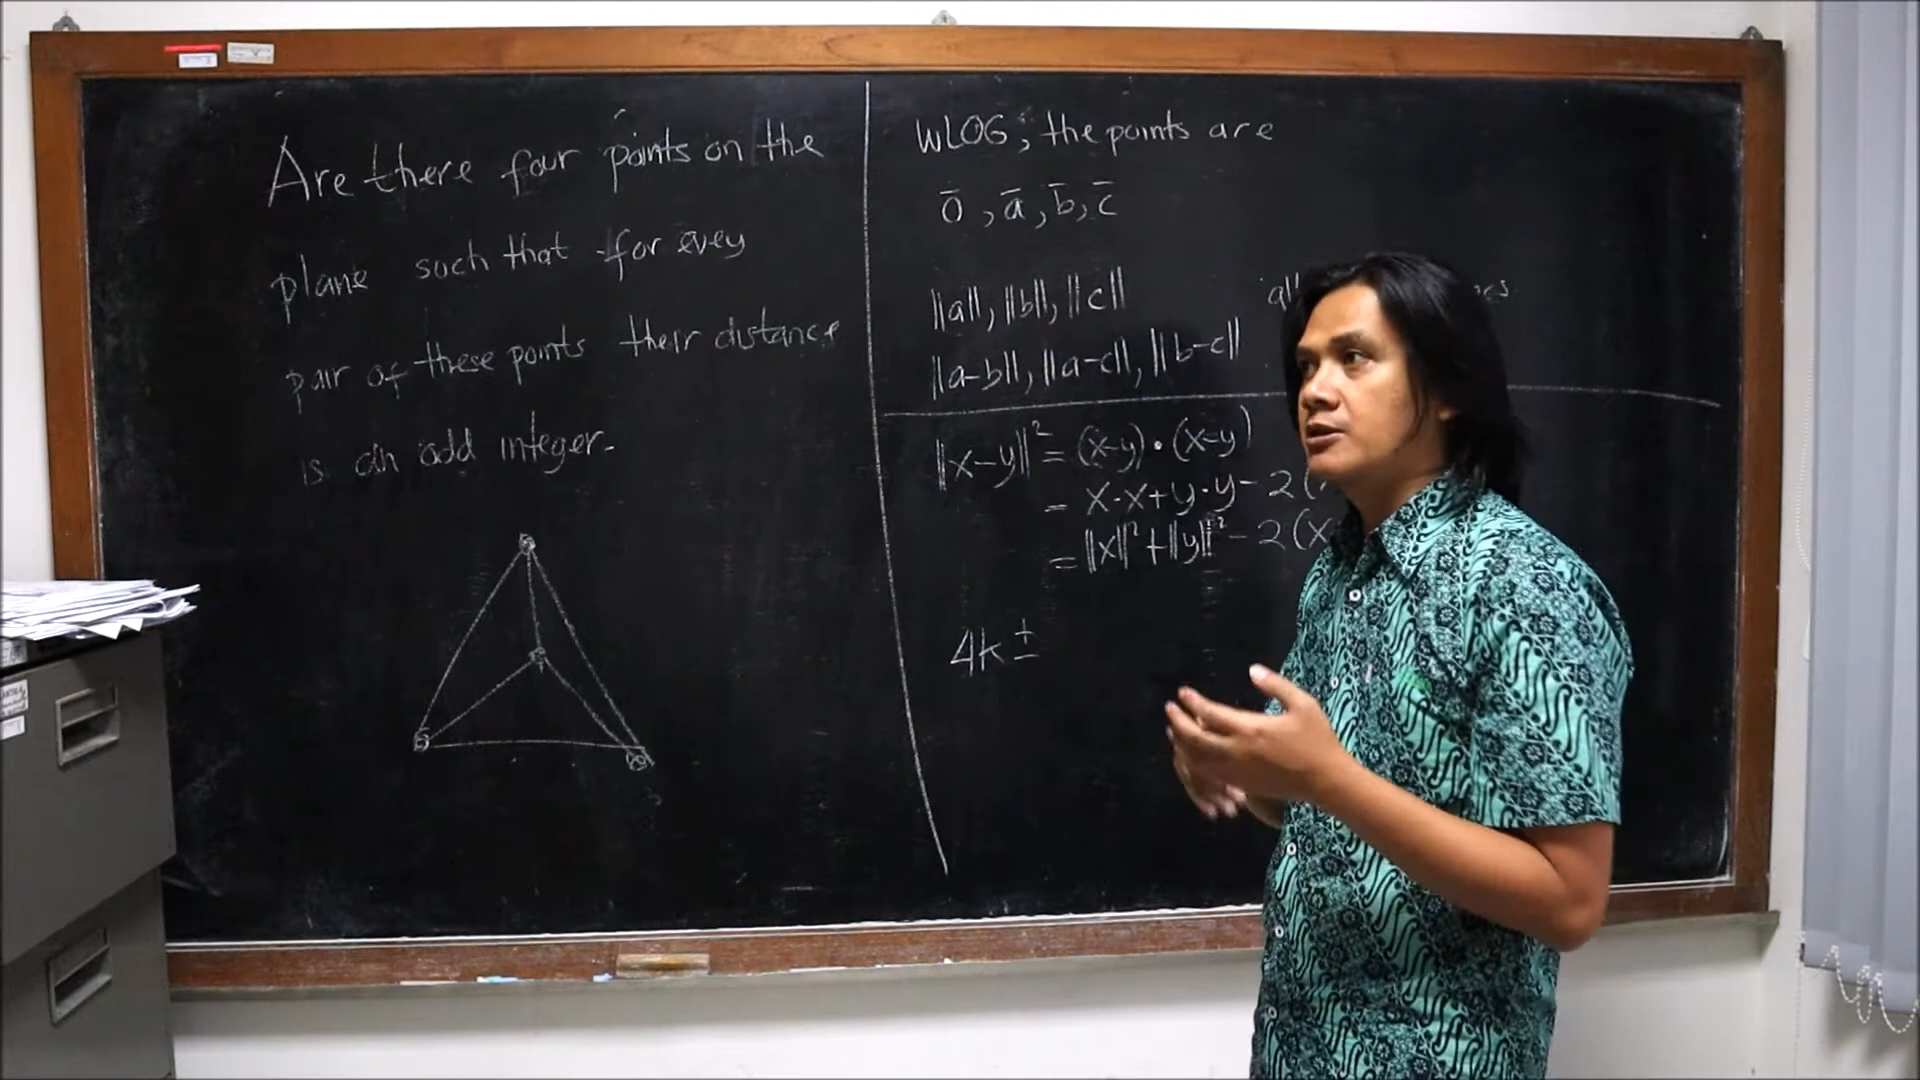 Are there four points on the
plane such that for evey
pair of these points their distance
is an odd integer.
WLOG, the points are
0̄, ā, b̄, c̄
||a||, ||b||, ||c||
||a-b||, ||a-c||, ||b-c||
||x-y||² = (x-y)·(x-y)
= x·x+y·y-2(
= ||x||²+||y||²-2(x
4k ±